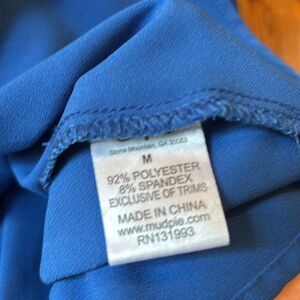 Stone Mountain, GA 30083
M
92% POLYESTER
8% SPANDEX
EXCLUSIVE OF TRIMS
MADE IN CHINA
www.mudpie.com
RN131993